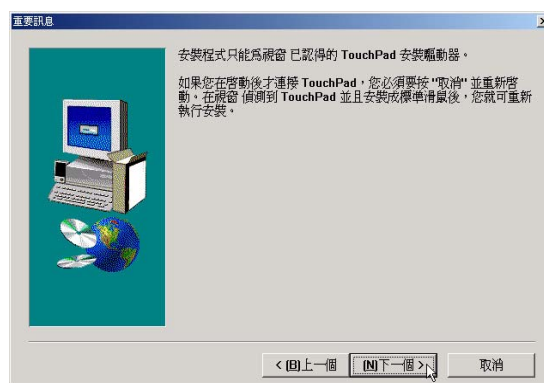 重要訊息
安裝程式只能為視窗 已認得的 TouchPad 安裝驅動器。
如果您在啓動後才連接 TouchPad，您必須要按 "取消" 並重新啓
動。在視窗 偵測到 TouchPad 並且安裝成標準滑鼠後，您就可重新
執行安裝。
< (B)上一個
(N)下一個 >
取消